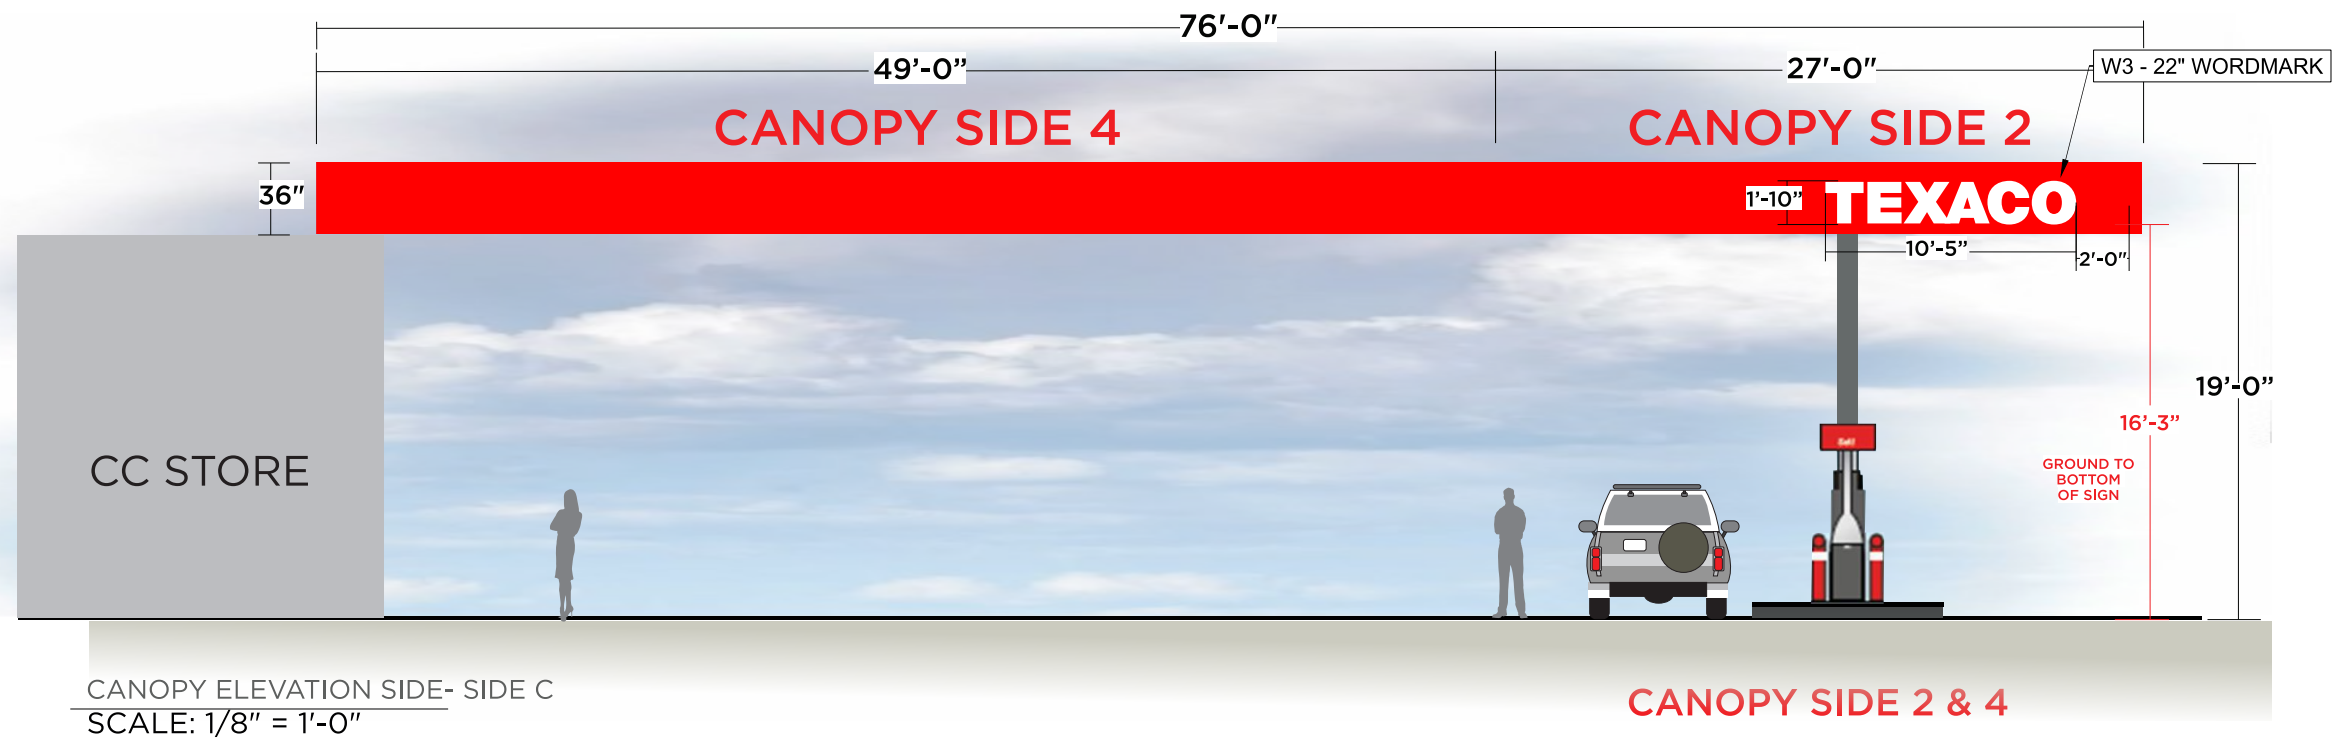 76'-0"
49'-0”
27'-0"
W3 - 22" WORDMARK
CANOPY SIDE 4
CANOPY SIDE 2
36"
1'-10”
TEXACO
10'-5”
2'-0"
19'-0”
16'-3”
GROUND TO
BOTTOM
OF SIGN
CC STORE
CANOPY ELEVATION SIDE- SIDE C
SCALE: 1/8" = 1'-0"
CANOPY SIDE 2 & 4